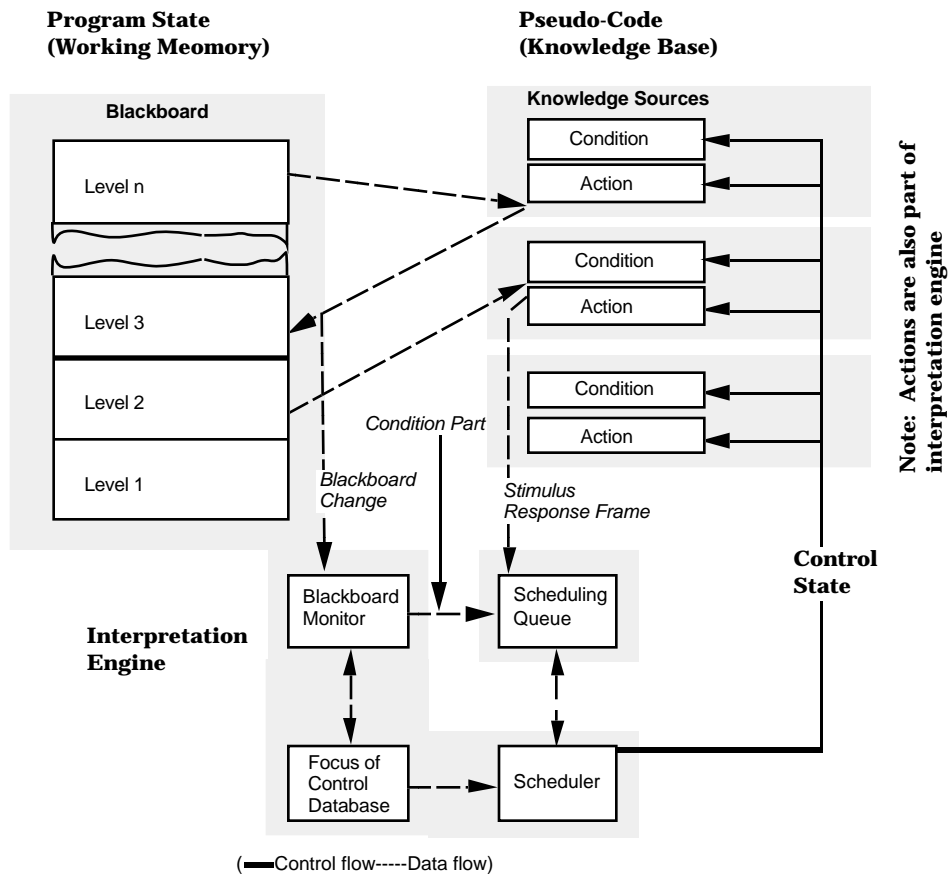 Program State
(Working Meomory)
Pseudo-Code
(Knowledge Base)
Blackboard
Level n
Level 3
Level 2
Level 1
Knowledge Sources
Condition
Action
Condition
Action
Condition
Action
Note:  Actions are also part of
interpretation engine
Condition Part
Blackboard
Change
Stimulus
Response Frame
Control
State
Interpretation
Engine
Blackboard
Monitor
Scheduling
Queue
Focus of
Control
Database
Scheduler
(Control flow-----Data flow)